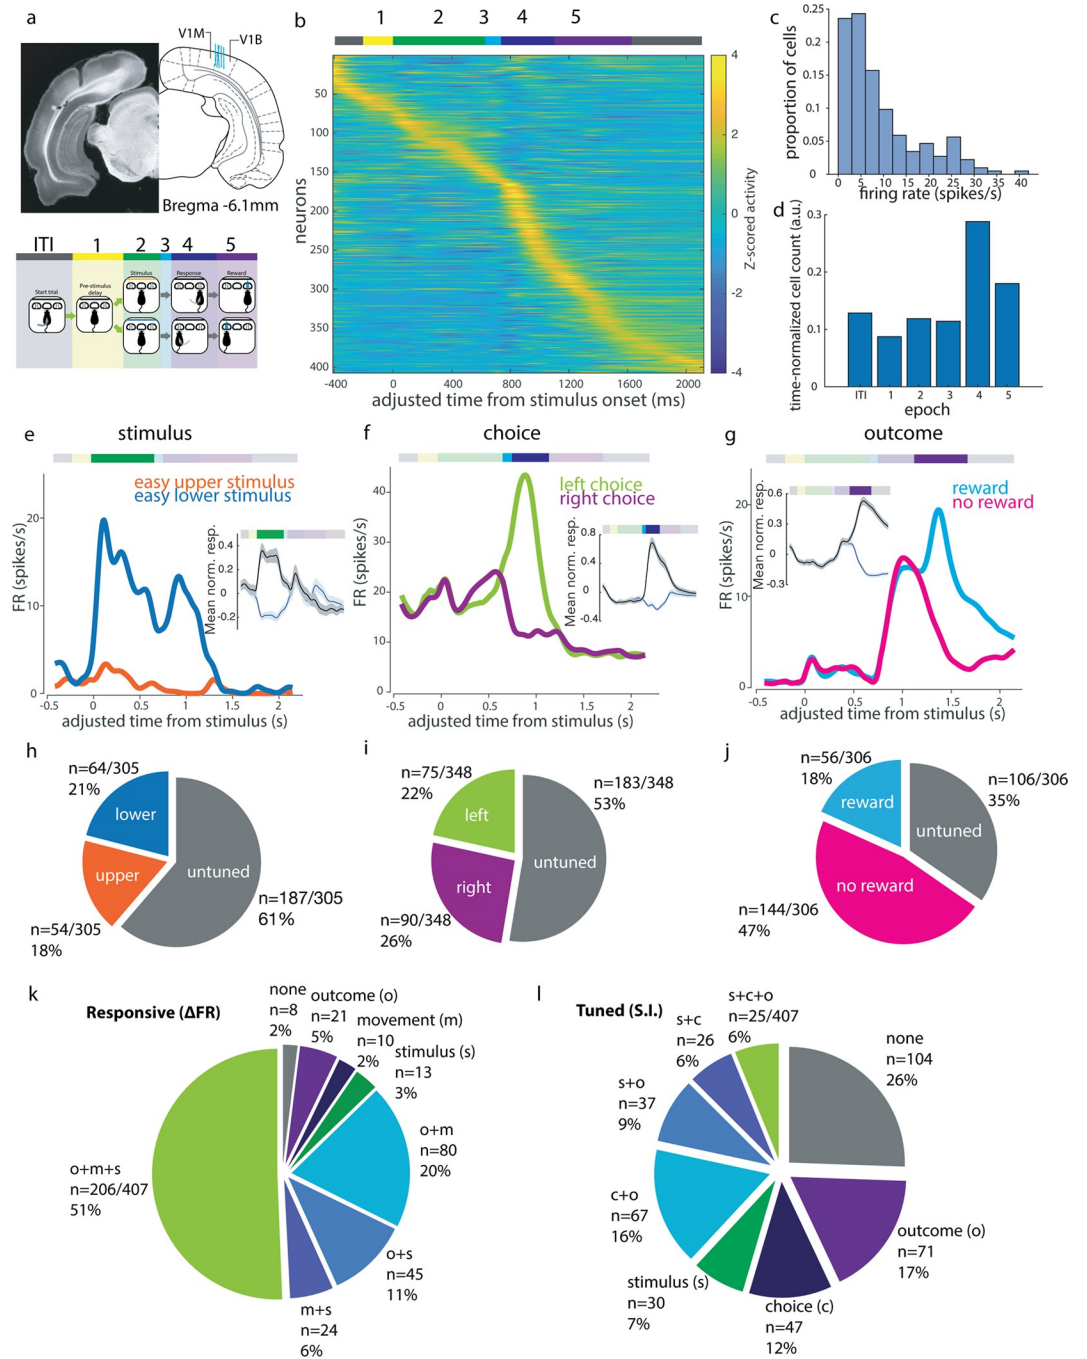 a
V1M
V1B
Bregma -6.1mm
ITI 1 2 3 4 5
Start trial
Pre-stimulus
delay
Stimulus
Response
Reward
b
1 2 3 4 5
neurons
50
100
150
200
250
300
350
400
-400 0 400 800 1200 1600 2000
adjusted time from stimulus onset (ms)
4
2
0
-2
-4
Z-scored activity
c
proportion of cells
0.25
0.2
0.15
0.1
0.05
0
0 5 10 15 20 25 30 35 40
firing rate (spikes/s)
d
time-normalized cell count (a.u.)
0.3
0.2
0.1
0
ITI 1 2 3 4 5
epoch
e
stimulus
easy upper stimulus
easy lower stimulus
FR (spikes/s)
20
10
0
-0.5 0 0.5 1 1.5 2
adjusted time from stimulus (s)
Mean norm. resp.
0.4
0.2
0
-0.2
f
choice
left choice
right choice
FR (spikes/s)
40
30
20
10
0
-0.5 0 0.5 1 1.5 2
adjusted time from stimulus (s)
Mean norm. resp.
0.8
0.4
0
-0.4
g
outcome
reward
no reward
FR (spikes/s)
20
10
0
-0.5 0 0.5 1 1.5 2
adjusted time from stimulus (s)
Mean norm. resp.
0.6
0.3
0
-0.3
h
n=64/305
21%
lower
upper
untuned
n=54/305
18%
n=187/305
61%
i
n=75/348
22%
n=183/348
53%
left
right
untuned
n=90/348
26%
j
n=56/306
18%
n=106/306
35%
reward
untuned
no reward
n=144/306
47%
k
Responsive (ΔFR)
none
n=8
2%
outcome (o)
n=21
5%
movement (m)
n=10
2%
stimulus (s)
n=13
3%
o+m
n=80
20%
o+s
n=45
11%
m+s
n=24
6%
o+m+s
n=206/407
51%
l
Tuned (S.I.)
s+c+o
n=25/407
6%
s+c
n=26
6%
s+o
n=37
9%
c+o
n=67
16%
stimulus (s)
n=30
7%
choice (c)
n=47
12%
outcome (o)
n=71
17%
none
n=104
26%